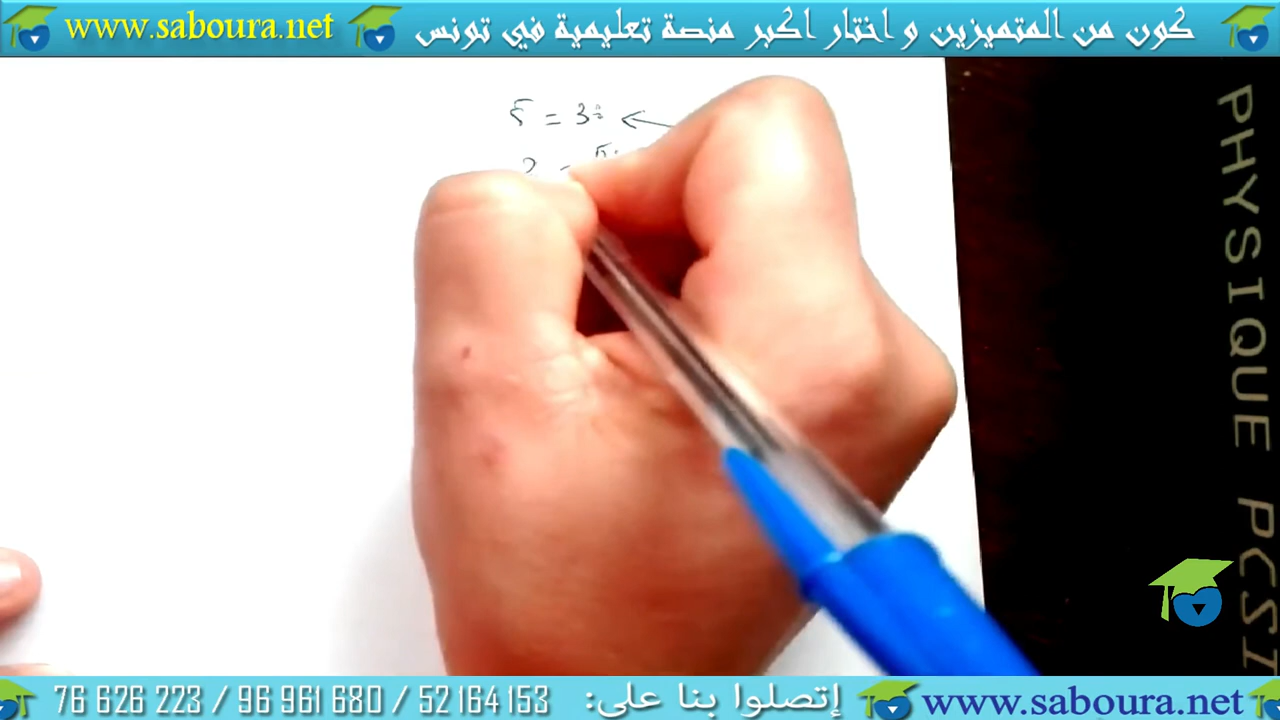 www.saboura.net كون من المتميزين و اختار اكبر منصة تعليمية في تونس
5 = 3
PHYSIQUE PCSI
76 626 223 / 96 961 680 / 52 164 153 إتصلوا بنا على: www.saboura.net